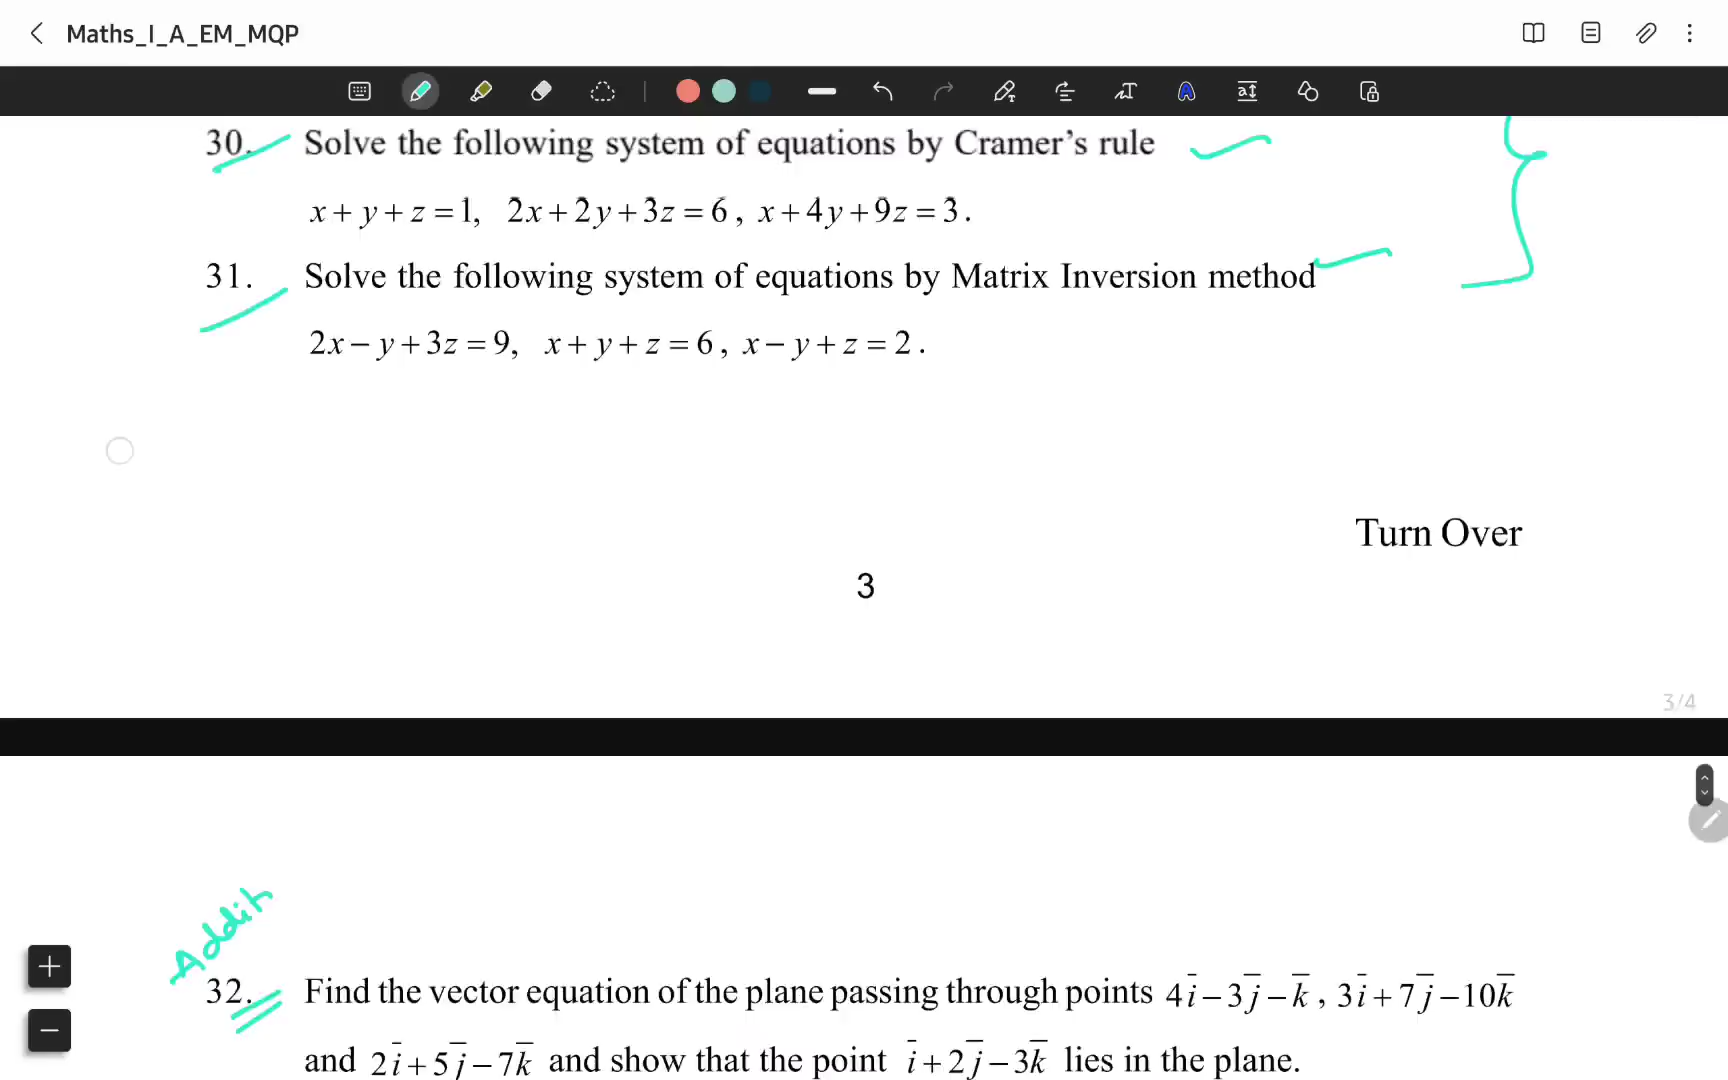 Maths_I_A_EM_MQP
30. Solve the following system of equations by Cramer's rule
x + y + z = 1, 2x + 2y + 3z = 6, x + 4y + 9z = 3.
31. Solve the following system of equations by Matrix Inversion method
2x − y + 3z = 9, x + y + z = 6, x − y + z = 2.
Turn Over
3
3/4
Addit
32. Find the vector equation of the plane passing through points 4i̅ − 3j̅ − k̅, 3i̅ + 7j̅ − 10k̅
and 2i̅ + 5j̅ − 7k̅ and show that the point i̅ + 2j̅ − 3k̅ lies in the plane.